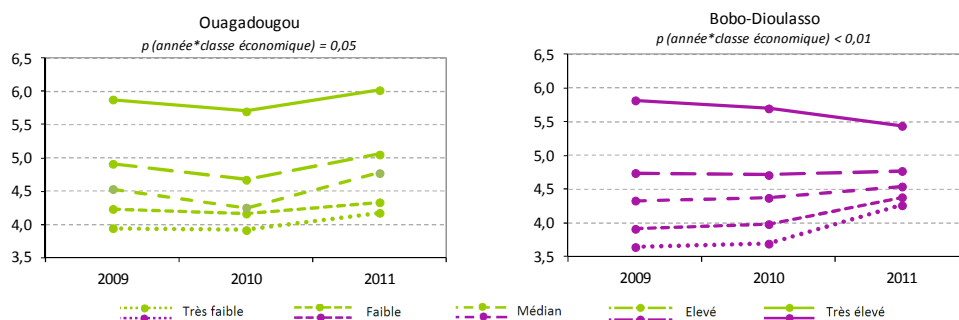 Ouagadougou
p (année*classe économique) = 0,05
6,5
6,0
5,5
5,0
4,5
4,0
3,5
2009 2010 2011
Bobo-Dioulasso
p (année*classe économique) < 0,01
6,5
6,0
5,5
5,0
4,5
4,0
3,5
2009 2010 2011
Très faible Faible Médian Elevé Très élevé